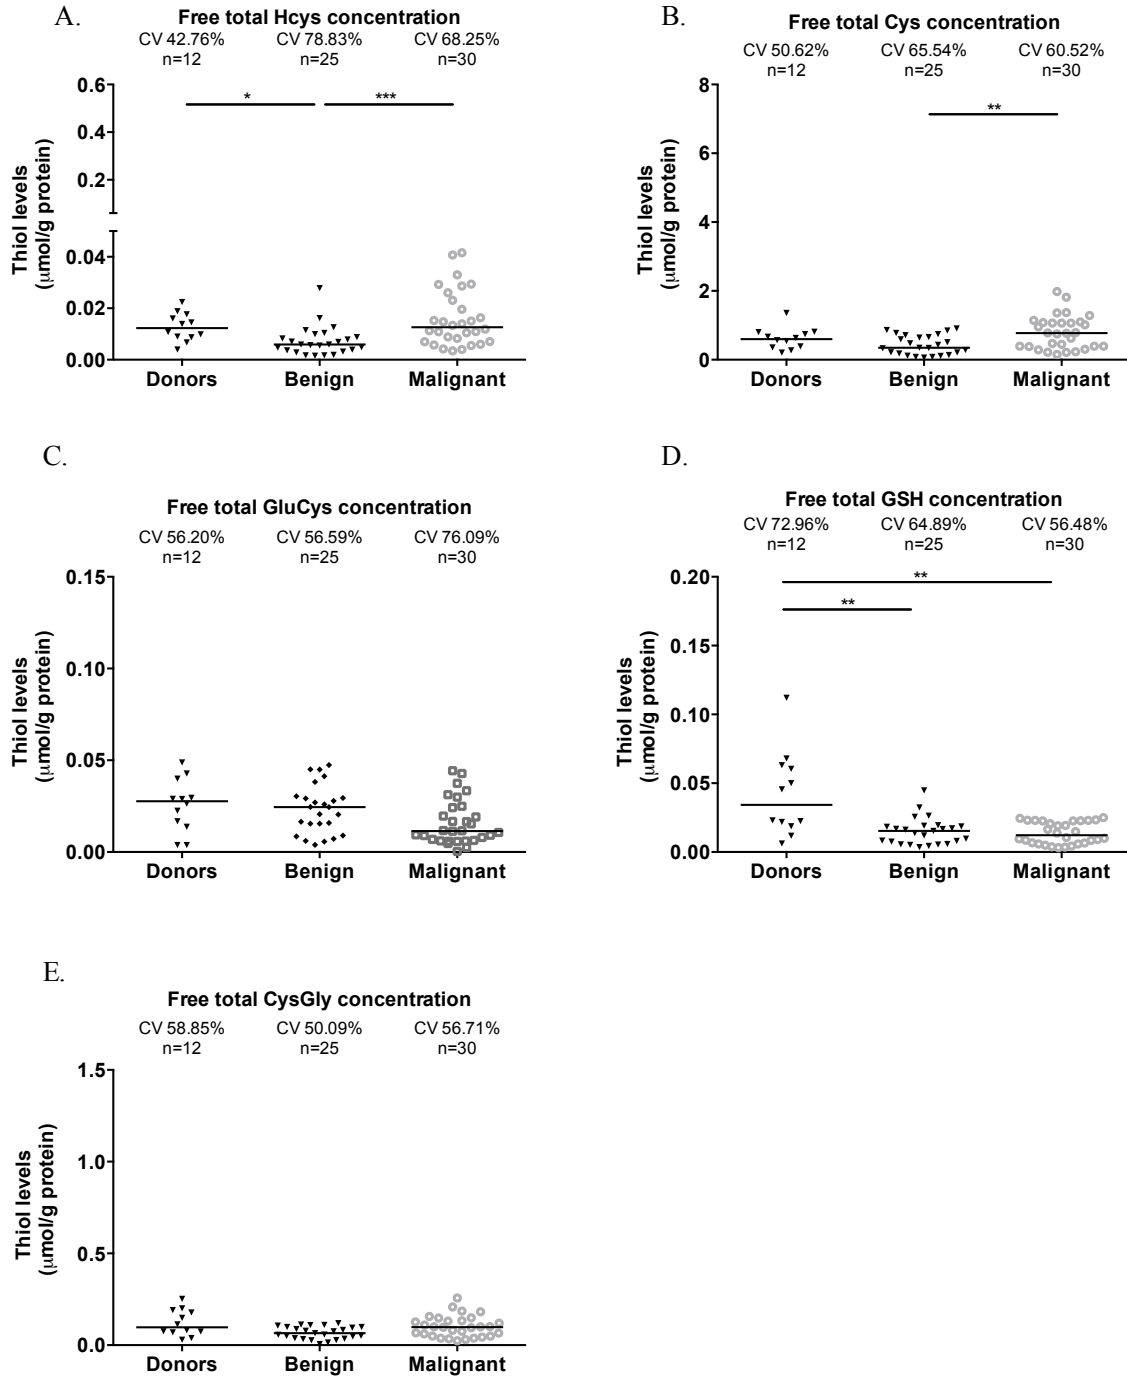 A.
Free total Hcys concentration
CV 42.76% CV 78.83% CV 68.25%
n=12 n=25 n=30
* ***
0.6
0.4
0.2
0.04
0.02
0.00
Thiol levels
(µmol/g protein)
Donors Benign Malignant
B.
Free total Cys concentration
CV 50.62% CV 65.54% CV 60.52%
n=12 n=25 n=30
**
8
6
4
2
0
Thiol levels
(µmol/g protein)
Donors Benign Malignant
C.
Free total GluCys concentration
CV 56.20% CV 56.59% CV 76.09%
n=12 n=25 n=30
0.15
0.10
0.05
0.00
Thiol levels
(µmol/g protein)
Donors Benign Malignant
D.
Free total GSH concentration
CV 72.96% CV 64.89% CV 56.48%
n=12 n=25 n=30
**
**
0.20
0.15
0.10
0.05
0.00
Thiol levels
(µmol/g protein)
Donors Benign Malignant
E.
Free total CysGly concentration
CV 58.85% CV 50.09% CV 56.71%
n=12 n=25 n=30
1.5
1.0
0.5
0.0
Thiol levels
(µmol/g protein)
Donors Benign Malignant